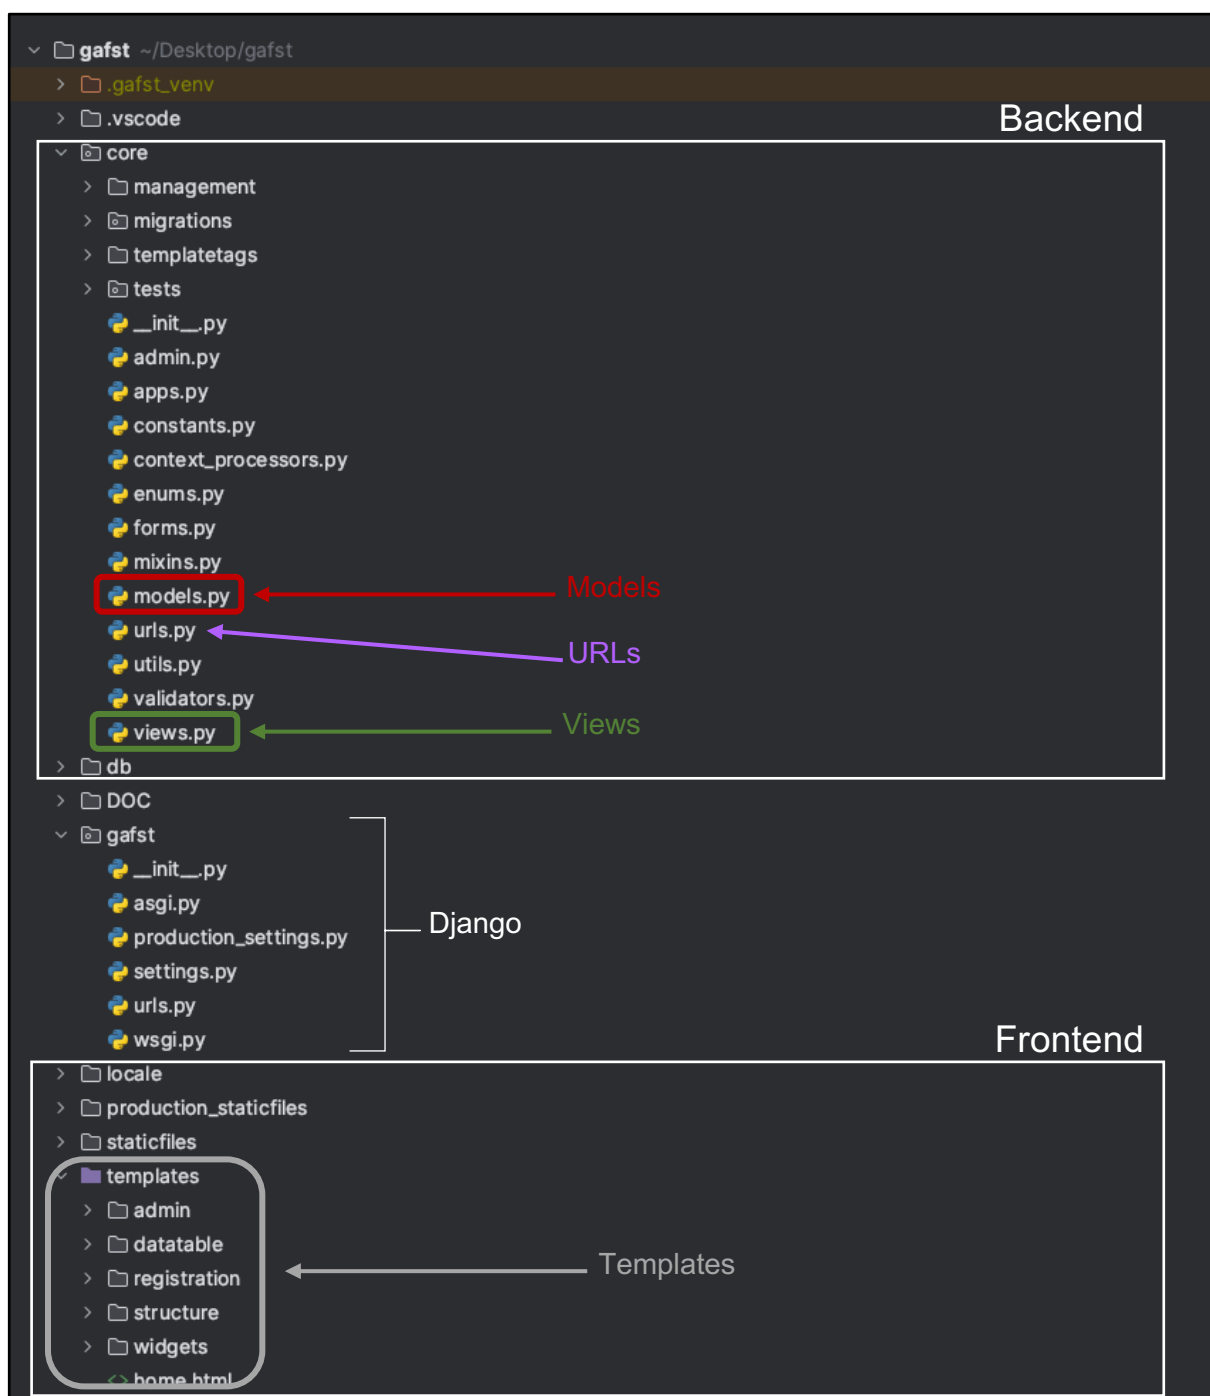 gafst ~/Desktop/gafst
.gafst_venv
.vscode
Backend
core
management
migrations
templatetags
tests
__init__.py
admin.py
apps.py
constants.py
context_processors.py
enums.py
forms.py
mixins.py
models.py
Models
urls.py
URLs
utils.py
validators.py
views.py
Views
db
DOC
gafst
__init__.py
asgi.py
production_settings.py
Django
settings.py
urls.py
wsgi.py
Frontend
locale
production_staticfiles
staticfiles
templates
admin
datatable
registration
Templates
structure
widgets
home.html